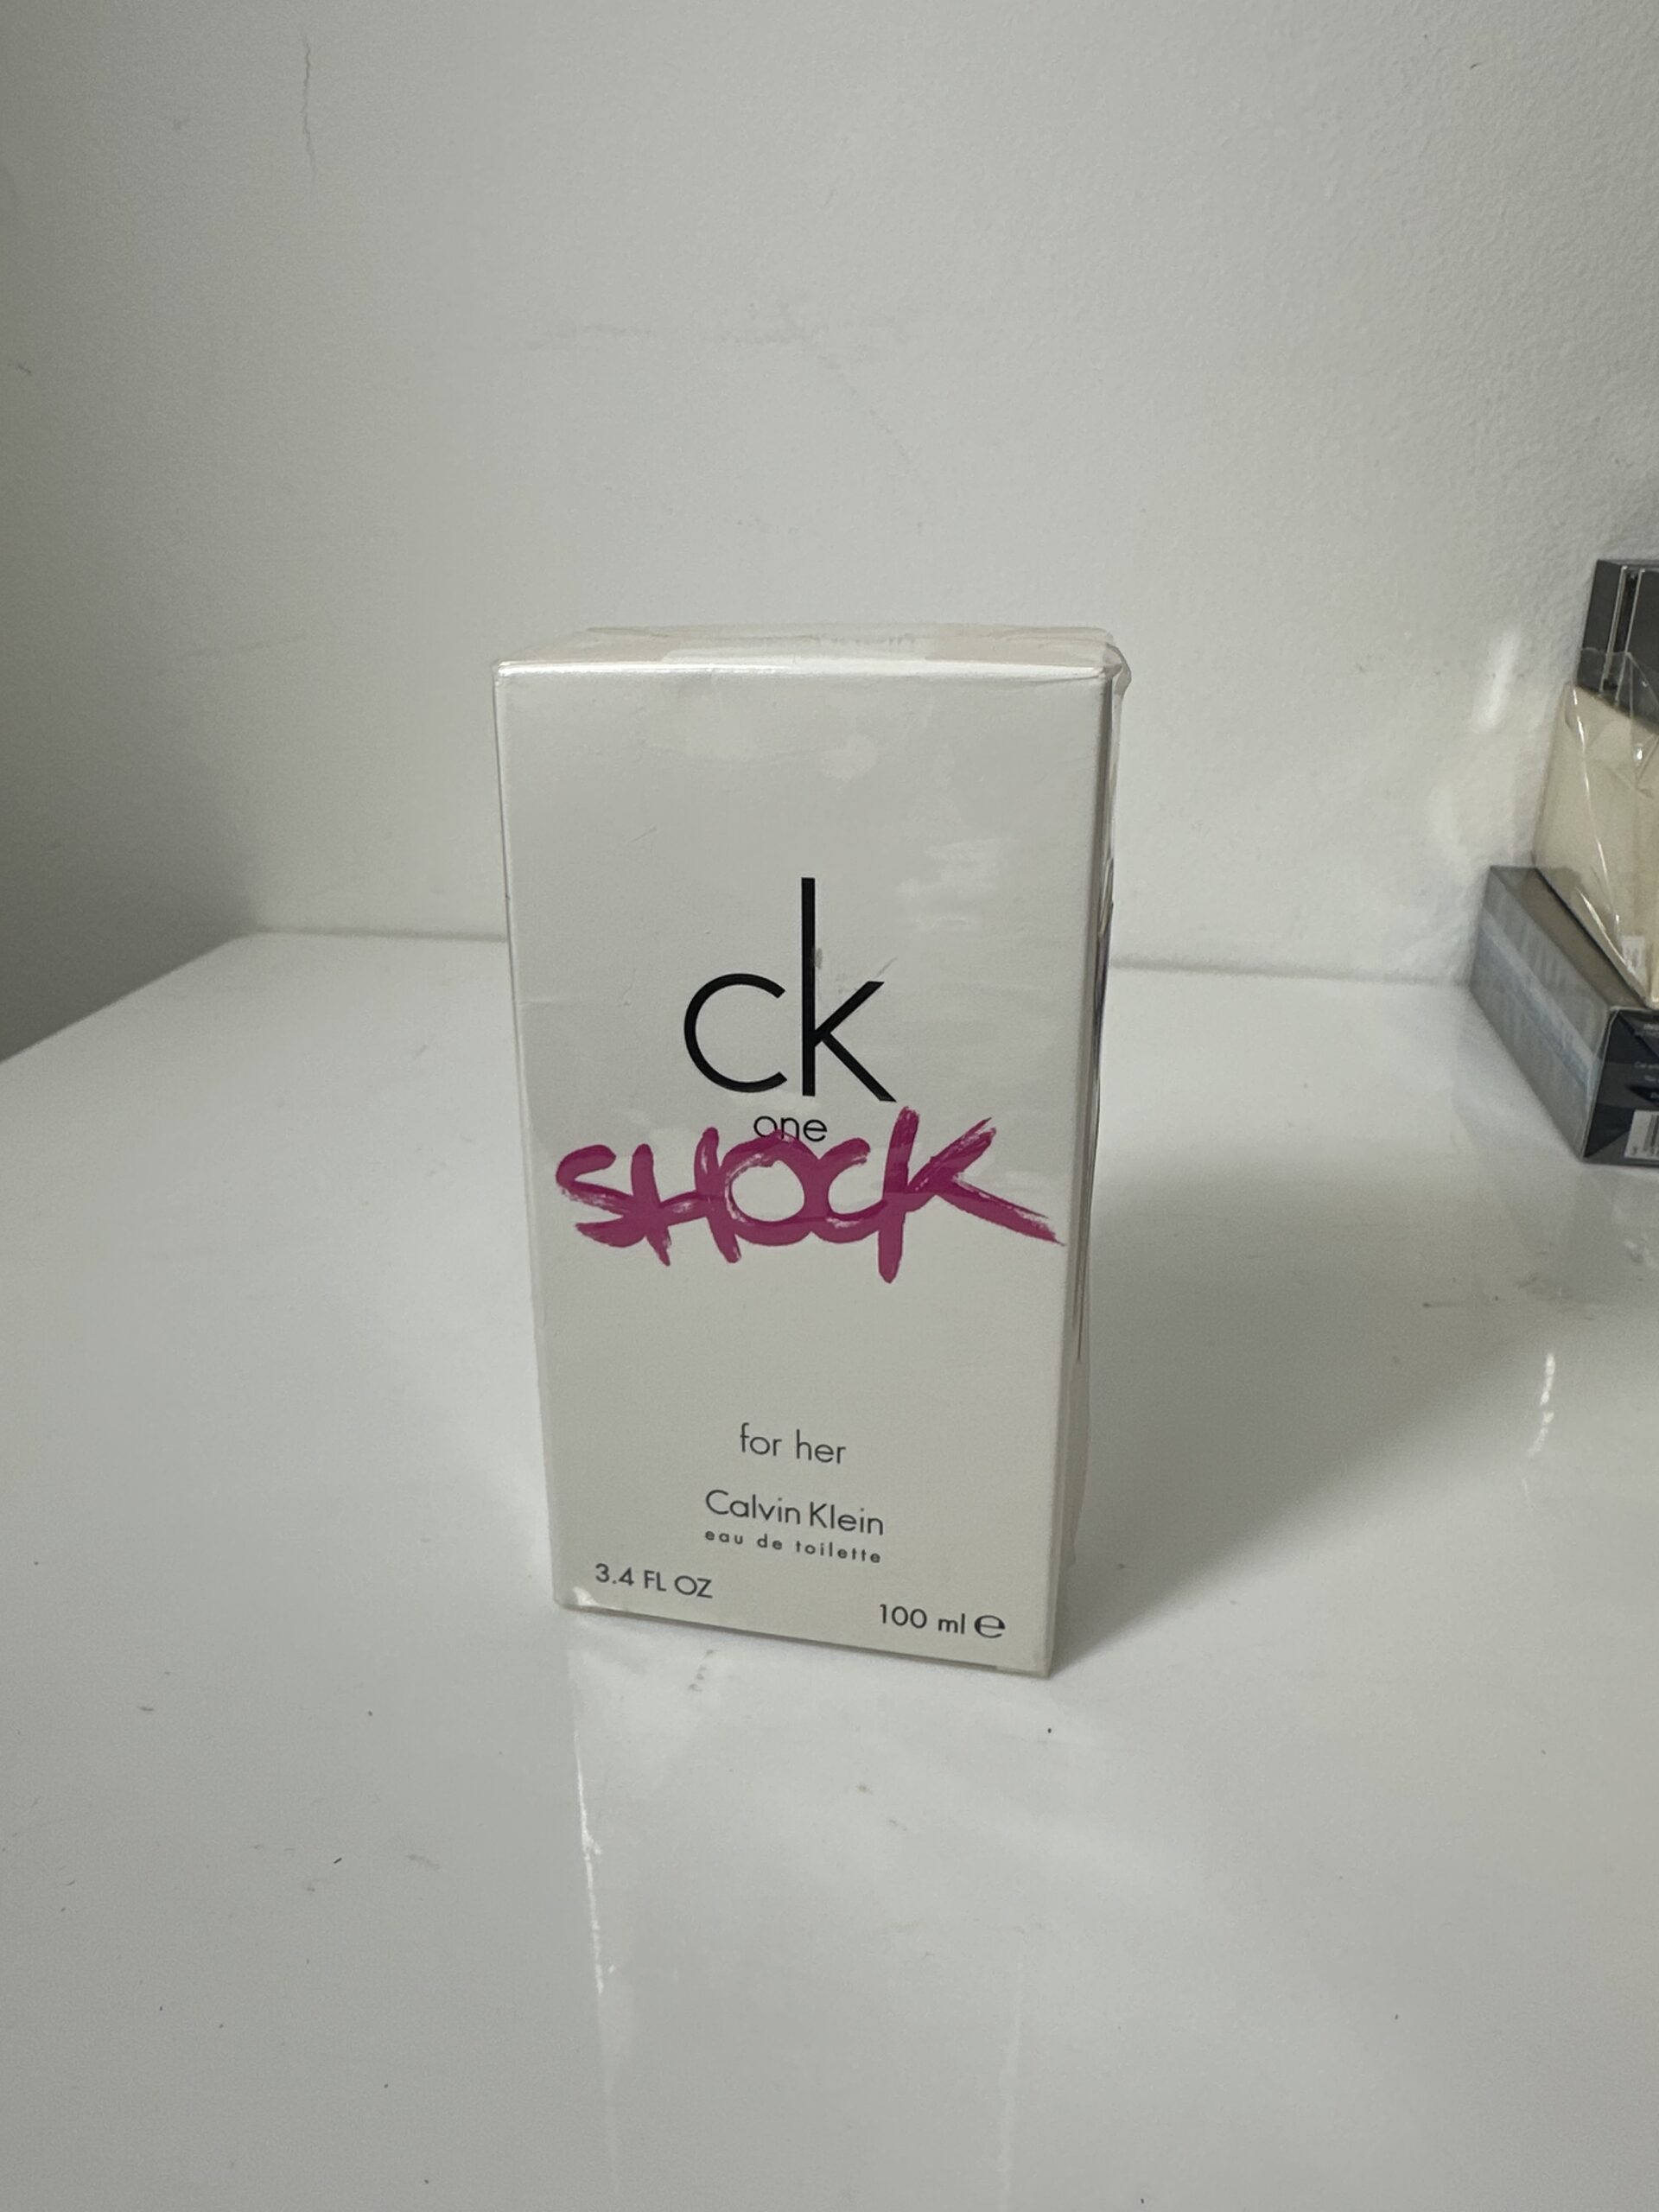 ck
one
SHOCK
for her
Calvin Klein
eau de toilette
3.4 FL OZ
100 ml e